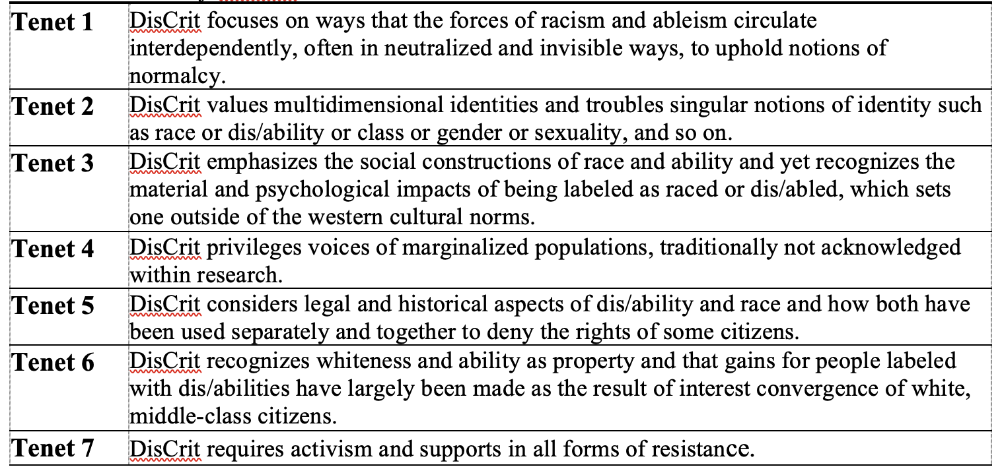 Tenet 1 DisCrit focuses on ways that the forces of racism and ableism circulate
interdependently, often in neutralized and invisible ways, to uphold notions of
normalcy.
Tenet 2 DisCrit values multidimensional identities and troubles singular notions of identity such
as race or dis/ability or class or gender or sexuality, and so on.
Tenet 3 DisCrit emphasizes the social constructions of race and ability and yet recognizes the
material and psychological impacts of being labeled as raced or dis/abled, which sets
one outside of the western cultural norms.
Tenet 4 DisCrit privileges voices of marginalized populations, traditionally not acknowledged
within research.
Tenet 5 DisCrit considers legal and historical aspects of dis/ability and race and how both have
been used separately and together to deny the rights of some citizens.
Tenet 6 DisCrit recognizes whiteness and ability as property and that gains for people labeled
with dis/abilities have largely been made as the result of interest convergence of white,
middle-class citizens.
Tenet 7 DisCrit requires activism and supports in all forms of resistance.